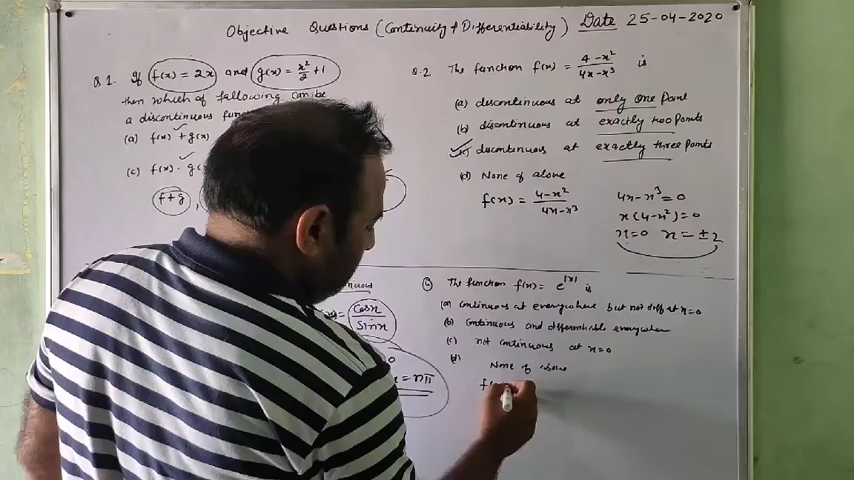 Objective Questions (Continuity & Differentiability) Date 25-04-2020
Q.1. If f(x) = 2x and g(x) = x²/2 + 1
then which of following can be
a discontinuous
(a) f(x) + g(x)
(c) f(x) · g(
f+g,
Q.2 The function f(x) = 4-x²/4x-x³ is
(a) discontinuous at only one point
(b) discontinuous at exactly two points
(c) discontinuous at exactly three points
(d) None of above
f(x) = 4-x²/4x-x³
4x-x³=0
x(4-x²)=0
x=0 x=±2
cosx/sinx
x=nπ
The function f(x) = e^|x| is
(a) continuous at everywhere but not diff at x=0
(b) Continuous and differentiable everywhere
(c) not continuous at x=0
(d) None of above